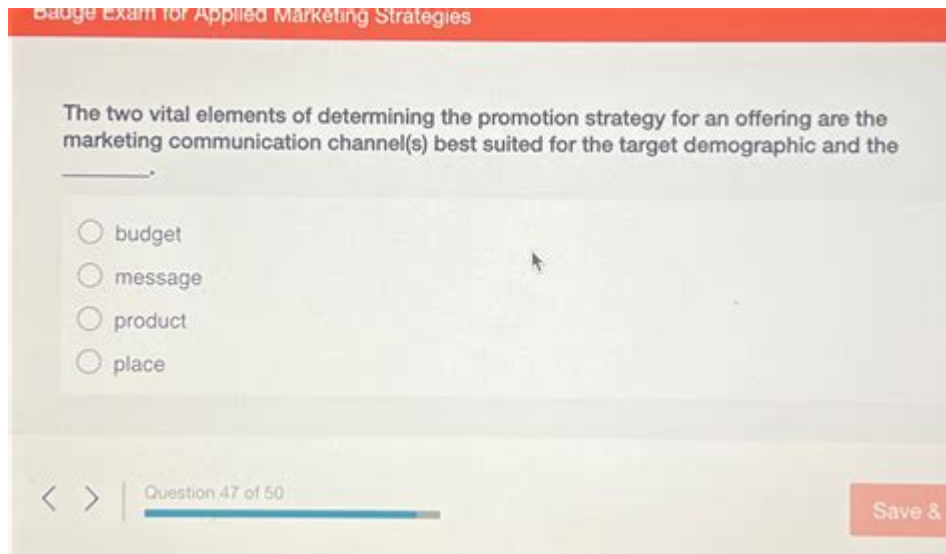 Badge Exam for Applied Marketing Strategies
The two vital elements of determining the promotion strategy for an offering are the
marketing communication channel(s) best suited for the target demographic and the
________.
budget
message
product
place
Question 47 of 50
Save &